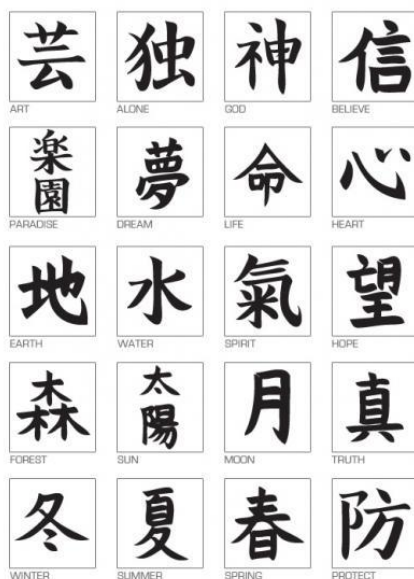 芸 独 神 信
ART ALONE GOD BELIEVE
楽園 夢 命 心
PARADISE DREAM LIFE HEART
地 水 氣 望
EARTH WATER SPIRIT HOPE
森 太陽 月 真
FOREST SUN MOON TRUTH
冬 夏 春 防
WINTER SUMMER SPRING PROTECT